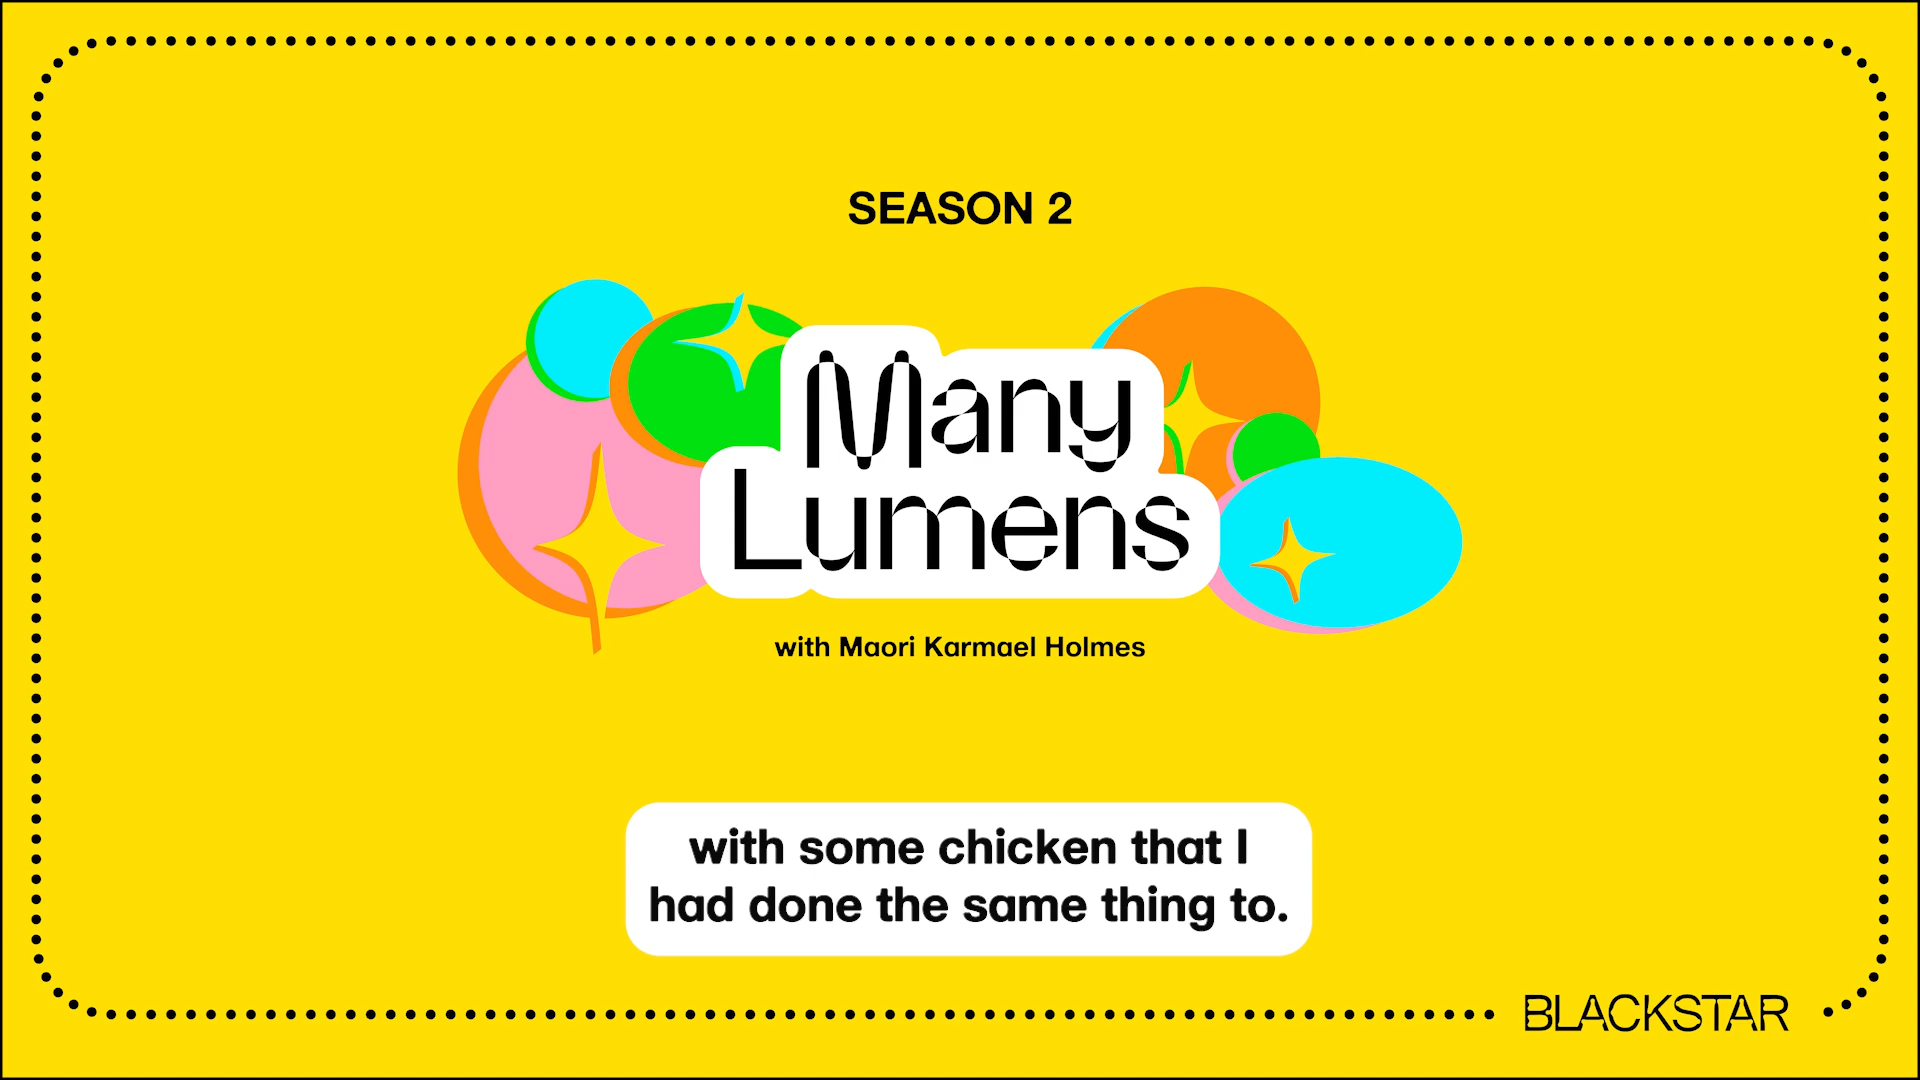 SEASON 2
Many
Lumens
with Maori Karmael Holmes
with some chicken that I
had done the same thing to.
BLACKSTAR